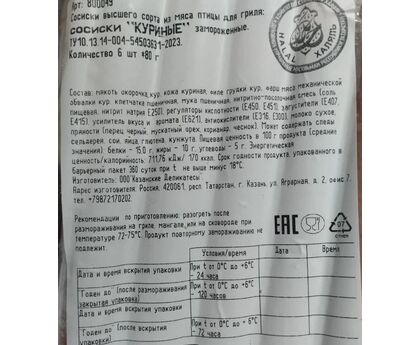 Арт: 800049
Сосиски высшего сорта из мяса птицы для гриля:
сосиски "КУРИНЫЕ" замороженные.
ТУ 10.13.14-004-54503631-2023.
Количество 6 шт *80 г
HALAL ХАЛЯЛЬ
Состав: мякоть окорочка кур, кожа куриная, филе грудки кур, фарш мяса механической
обвалки кур, клетчатка пшеничная, мука пшеничная, нитритно-посолочная смесь (соль
пищевая, нитрит натрия Е250), регуляторы кислотности (Е450, Е451), загустители (Е407,
Е415), усилитель вкуса и аромата (Е621), антиокислители (Е316, Е300), молоко сухое,
пряности (перец черный, мускатный орех, кориандр, чеснок). Может содержать следы
сельдерея, сои, яйца, глютена, горчицы. Пищевая ценность в 100 г продукта (средние
значения): белки - 15,0 г, жиры - 10 г, углеводы - 5 г. Энергетическая
ценность/калорийность: 711,76 кДж/ 170 ккал. Срок годности продукта, упакованного в
барьерный пакет 360 суток при t не выше минус 18°С.
Изготовитель: ООО "Казанские Деликатесы"
Адрес изготовителя: Россия, 420061, респ. Татарстан, г. Казань, ул. Аграрная, д. 2, офис 7,
тел. +79872170202.
Рекомендации по приготовлению: разогреть после
размораживания на гриле, мангале, или на сковороде при
температуре 72-75°С. Продукт повторному замораживанию
не подлежит.
EAC
Дата Время
Дата и время вскрытия упаковки При t от 0°С до +6°С - 24 часа
"Годен до" (после размораживания закрытая упаковка) При t от 0°С до +6°С - 120 часов
Дата и время вскрытия упаковки
"Годен до" (после вскрытия упаковки) При t от 0°С до + 6°С - 72 часа